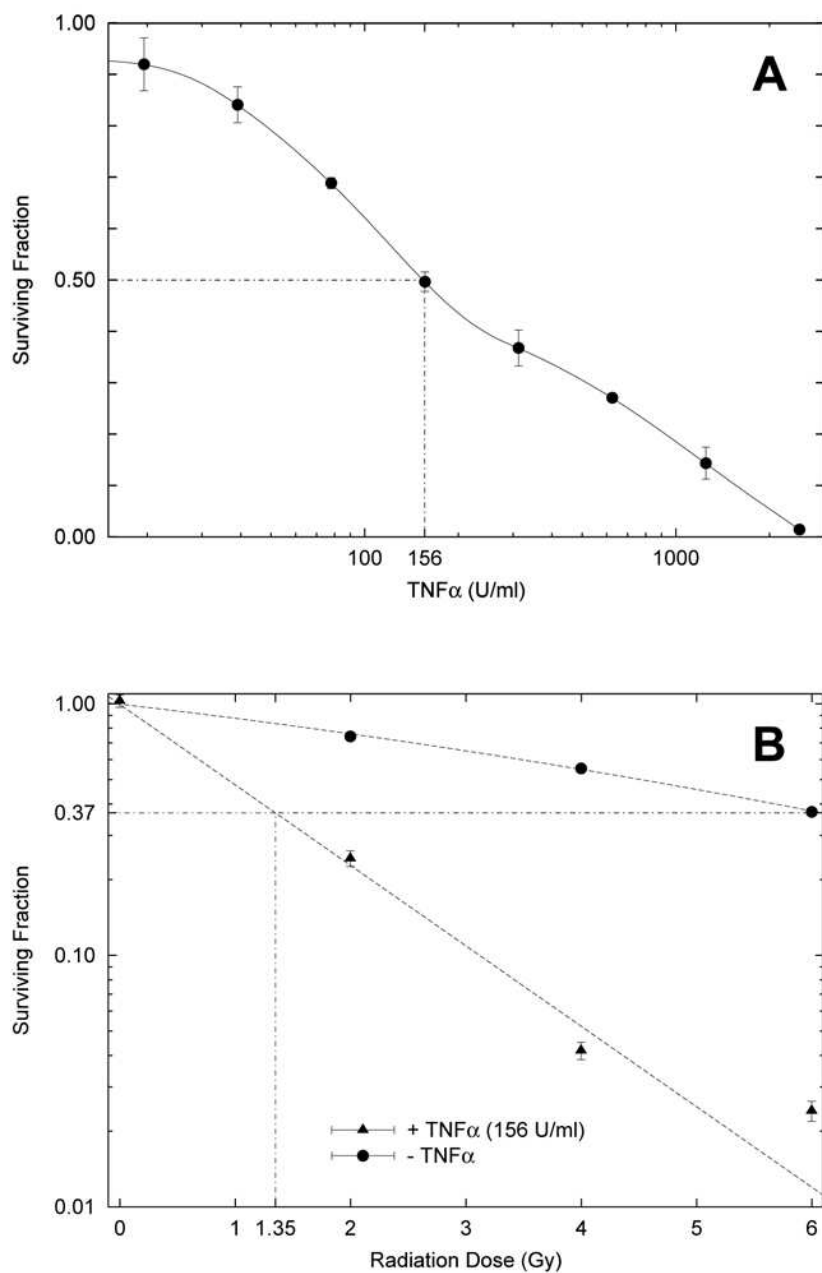 1.00
A
Surviving Fraction
0.50
0.00
100
156
1000
TNFα (U/ml)
1.00
B
0.37
Surviving Fraction
0.10
+ TNFα (156 U/ml)
- TNFα
0.01
0
1
1.35
2
3
4
5
6
Radiation Dose (Gy)